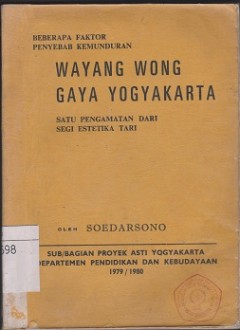 BEBERAPA FAKTOR
PENYEBAB KEMUNDURAN
WAYANG WONG
GAYA YOGYAKARTA
SATU PENGAMATAN DARI
SEGI ESTETIKA TARI
OLEH SOEDARSONO
598
SUB/BAGIAN PROYEK ASTI YOGYAKARTA
DEPARTEMEN PENDIDIKAN DAN KEBUDAYAAN
1979 / 1980